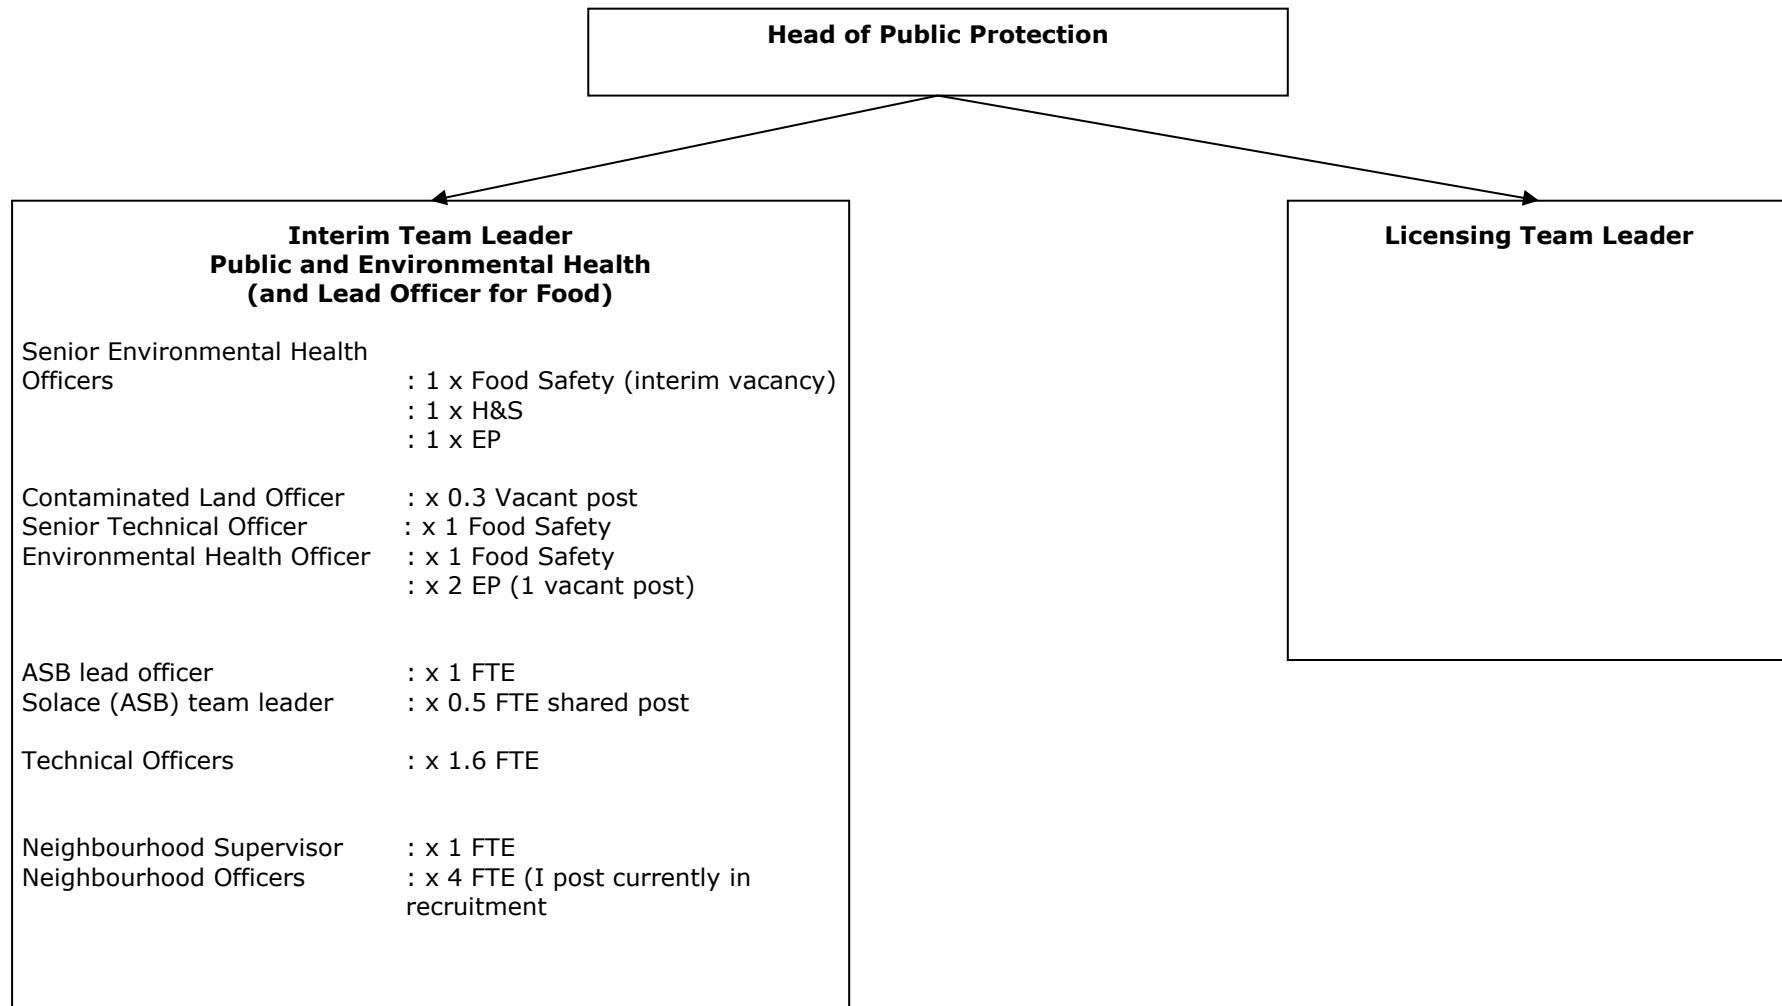 Head of Public Protection
Interim Team Leader
Public and Environmental Health
(and Lead Officer for Food)
Senior Environmental Health
Officers : 1 x Food Safety (interim vacancy)
: 1 x H&S
: 1 x EP
Contaminated Land Officer : x 0.3 Vacant post
Senior Technical Officer : x 1 Food Safety
Environmental Health Officer : x 1 Food Safety
: x 2 EP (1 vacant post)
ASB lead officer : x 1 FTE
Solace (ASB) team leader : x 0.5 FTE shared post
Technical Officers : x 1.6 FTE
Neighbourhood Supervisor : x 1 FTE
Neighbourhood Officers : x 4 FTE (I post currently in
recruitment
Licensing Team Leader